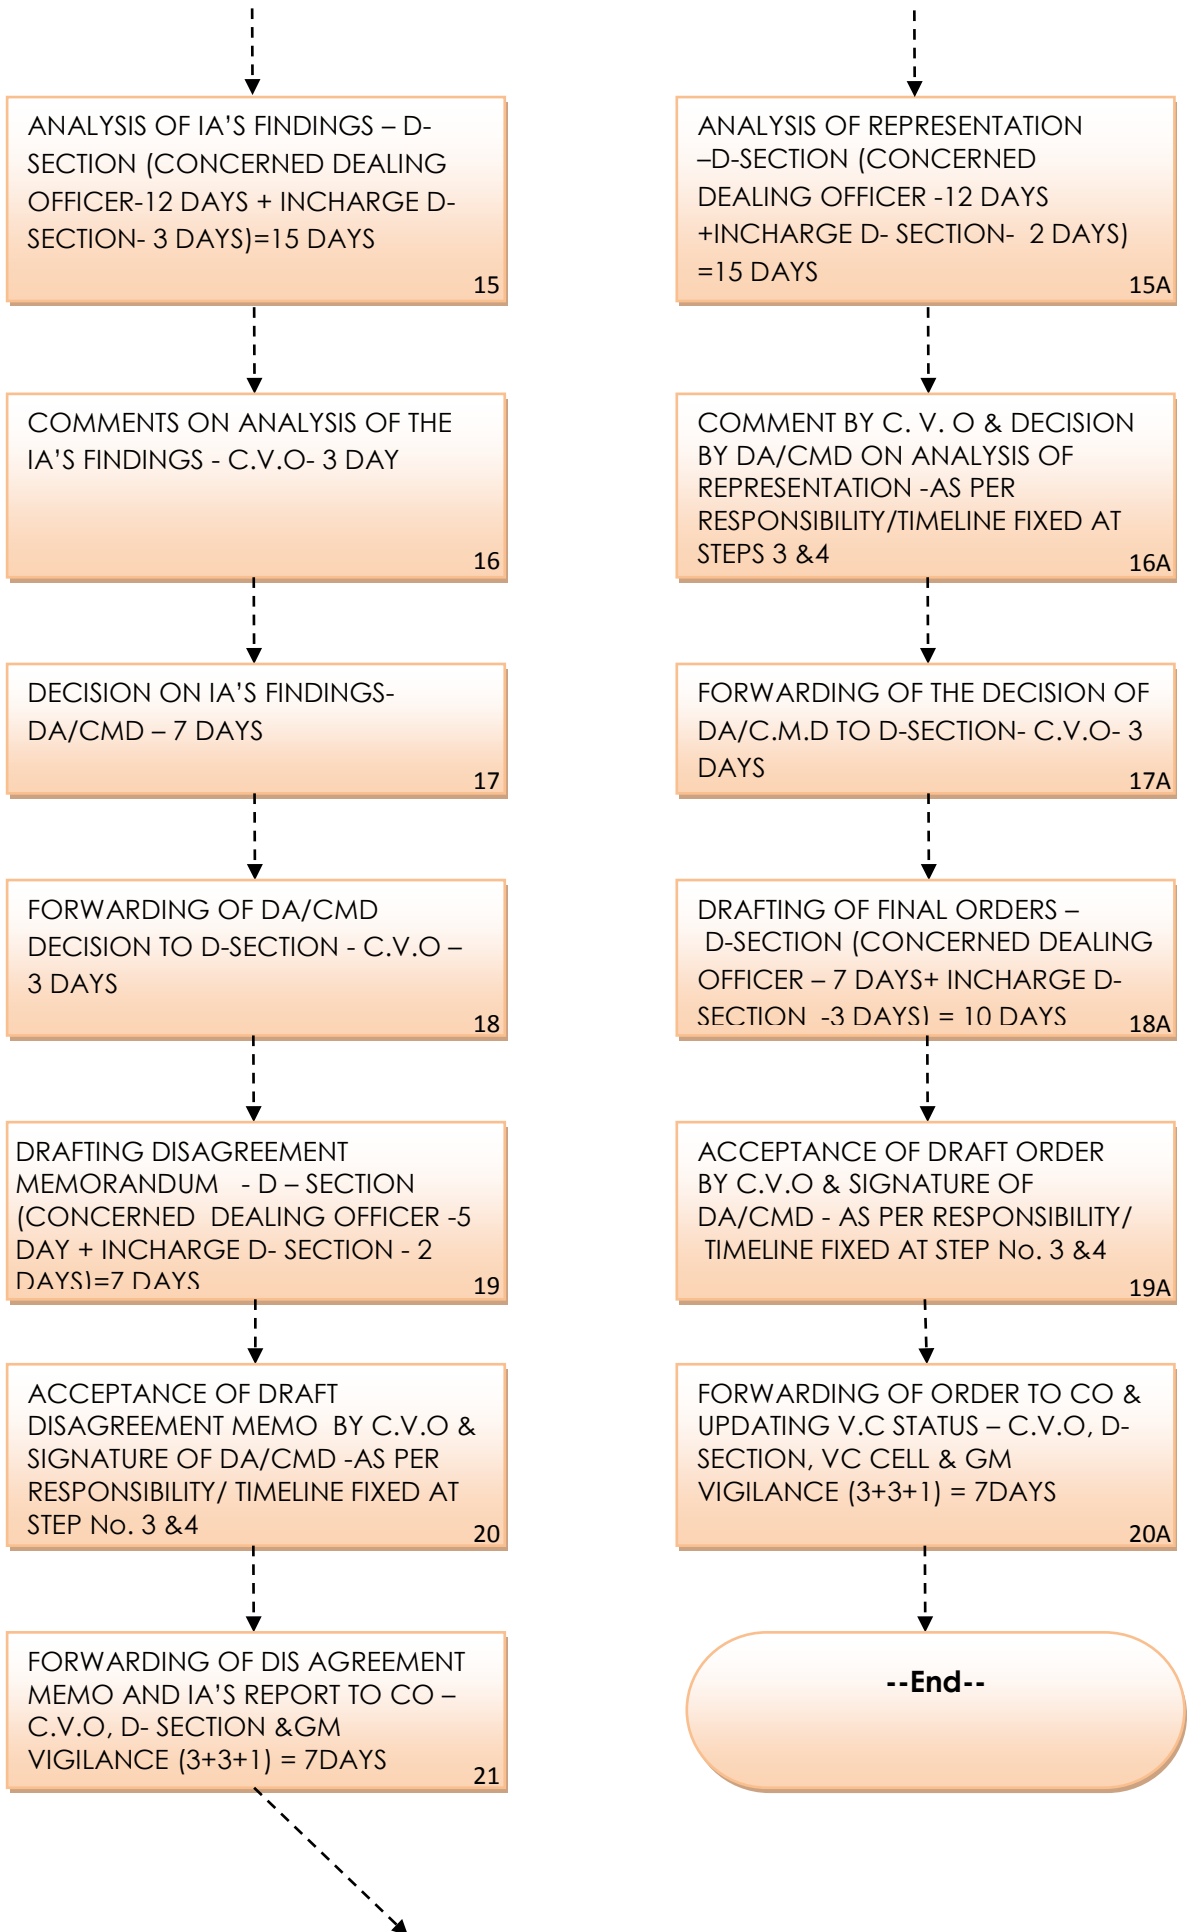 ANALYSIS OF IA’S FINDINGS – D-
SECTION (CONCERNED DEALING
OFFICER-12 DAYS + INCHARGE D-
SECTION- 3 DAYS)=15 DAYS
15
COMMENTS ON ANALYSIS OF THE
IA’S FINDINGS - C.V.O- 3 DAY
16
DECISION ON IA’S FINDINGS-
DA/CMD – 7 DAYS
17
FORWARDING OF DA/CMD
DECISION TO D-SECTION - C.V.O –
3 DAYS
18
DRAFTING DISAGREEMENT
MEMORANDUM - D – SECTION
(CONCERNED DEALING OFFICER -5
DAY + INCHARGE D- SECTION - 2
DAYS)=7 DAYS
19
ACCEPTANCE OF DRAFT
DISAGREEMENT MEMO BY C.V.O &
SIGNATURE OF DA/CMD -AS PER
RESPONSIBILITY/ TIMELINE FIXED AT
STEP No. 3 &4
20
FORWARDING OF DIS AGREEMENT
MEMO AND IA’S REPORT TO CO –
C.V.O, D- SECTION &GM
VIGILANCE (3+3+1) = 7DAYS
21
ANALYSIS OF REPRESENTATION
–D-SECTION (CONCERNED
DEALING OFFICER -12 DAYS
+INCHARGE D- SECTION- 2 DAYS)
=15 DAYS
15A
COMMENT BY C. V. O & DECISION
BY DA/CMD ON ANALYSIS OF
REPRESENTATION -AS PER
RESPONSIBILITY/TIMELINE FIXED AT
STEPS 3 &4
16A
FORWARDING OF THE DECISION OF
DA/C.M.D TO D-SECTION- C.V.O- 3
DAYS
17A
DRAFTING OF FINAL ORDERS –
D-SECTION (CONCERNED DEALING
OFFICER – 7 DAYS+ INCHARGE D-
SECTION -3 DAYS) = 10 DAYS
18A
ACCEPTANCE OF DRAFT ORDER
BY C.V.O & SIGNATURE OF
DA/CMD - AS PER RESPONSIBILITY/
TIMELINE FIXED AT STEP No. 3 &4
19A
FORWARDING OF ORDER TO CO &
UPDATING V.C STATUS – C.V.O, D-
SECTION, VC CELL & GM
VIGILANCE (3+3+1) = 7DAYS
20A
--End--